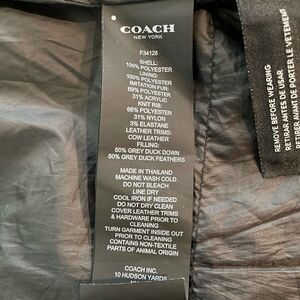 COACH
NEW YORK
F34128
SHELL:
100% POLYESTER
LINING:
100% POLYESTER
IMITATION FUR:
69% POLYESTER
31% ACRYLIC
KNIT RIB:
66% POLYESTER
31% NYLON
3% ELASTANE
LEATHER TRIMS:
COW LEATHER
FILLING:
50% GREY DUCK DOWN
50% GREY DUCK FEATHERS
MADE IN THAILAND
MACHINE WASH COLD
DO NOT BLEACH
LINE DRY
COOL IRON IF NEEDED
DO NOT DRY CLEAN
COVER LEATHER TRIMS
& HARDWARE PRIOR TO
CLEANING
TURN GARMENT INSIDE OUT
PRIOR TO CLEANING
CONTAINS NON-TEXTILE
PARTS OF ANIMAL ORIGIN
COACH INC.
10 HUDSON YARDS
REMOVE BEFORE WEARING
RETIRAR ANTES DE USAR
RETIRER AVANT DE PORTER LE VETEMENT